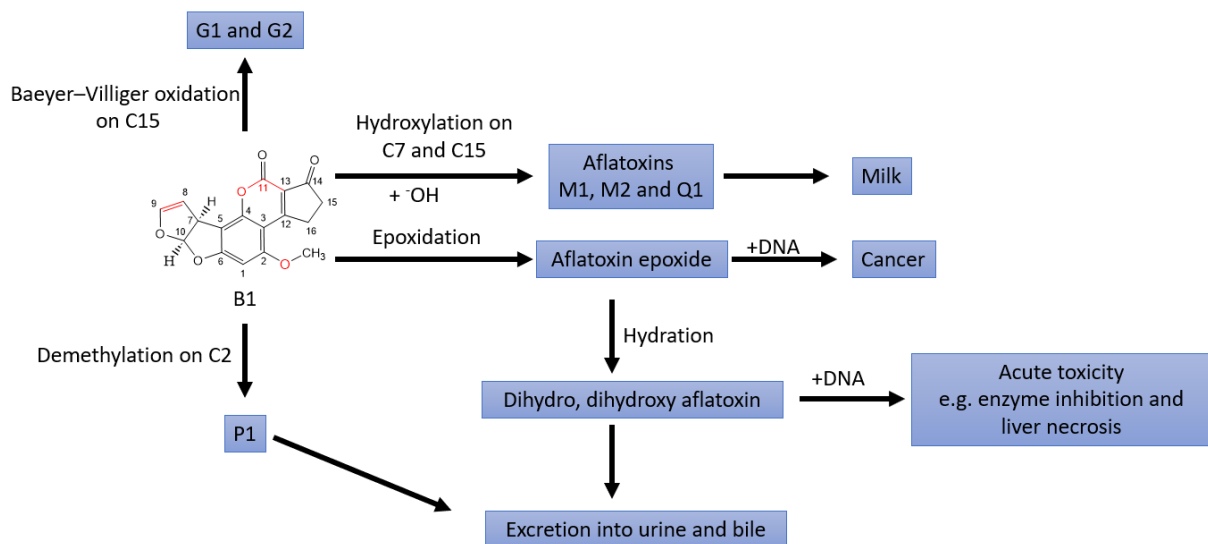 G1 and G2
Baeyer–Villiger oxidation
on C15
Hydroxylation on
C7 and C15
+ ⁻OH
Aflatoxins
M1, M2 and Q1
Milk
O
O
11
13
14
O
15
9
8
H
7
5
4
3
12
16
10
O
H
O
6
1
2
O
CH₃
B1
Epoxidation
Aflatoxin epoxide
+DNA
Cancer
Hydration
Demethylation on C2
Dihydro, dihydroxy aflatoxin
+DNA
Acute toxicity
e.g. enzyme inhibition and
liver necrosis
P1
Excretion into urine and bile